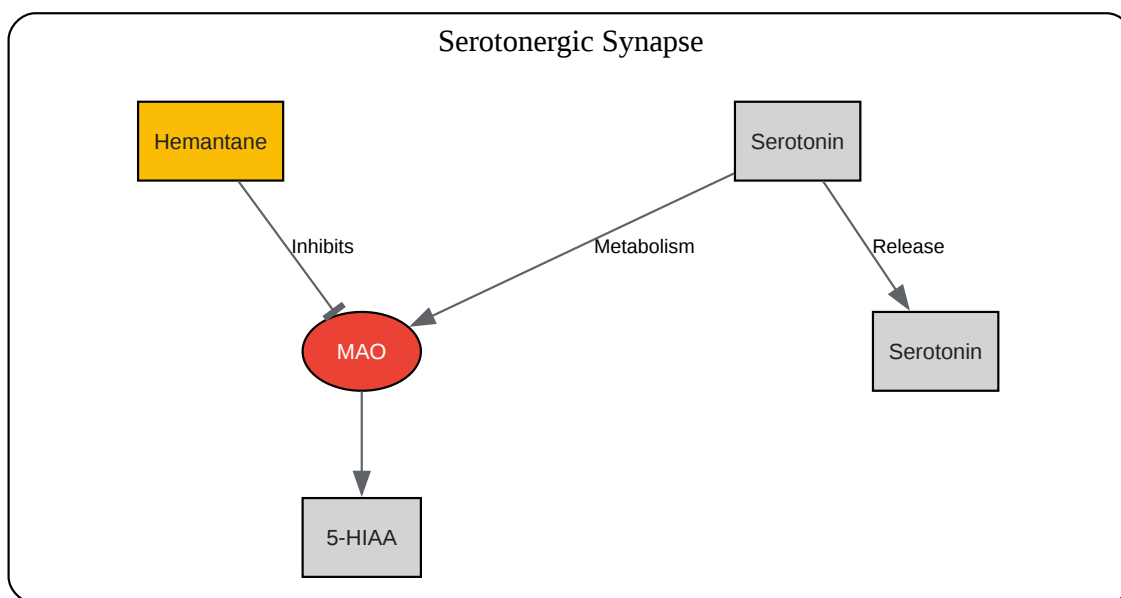 Serotonergic Synapse
Hemantane
Serotonin
Inhibits
Metabolism
Release
MAO
Serotonin
5-HIAA